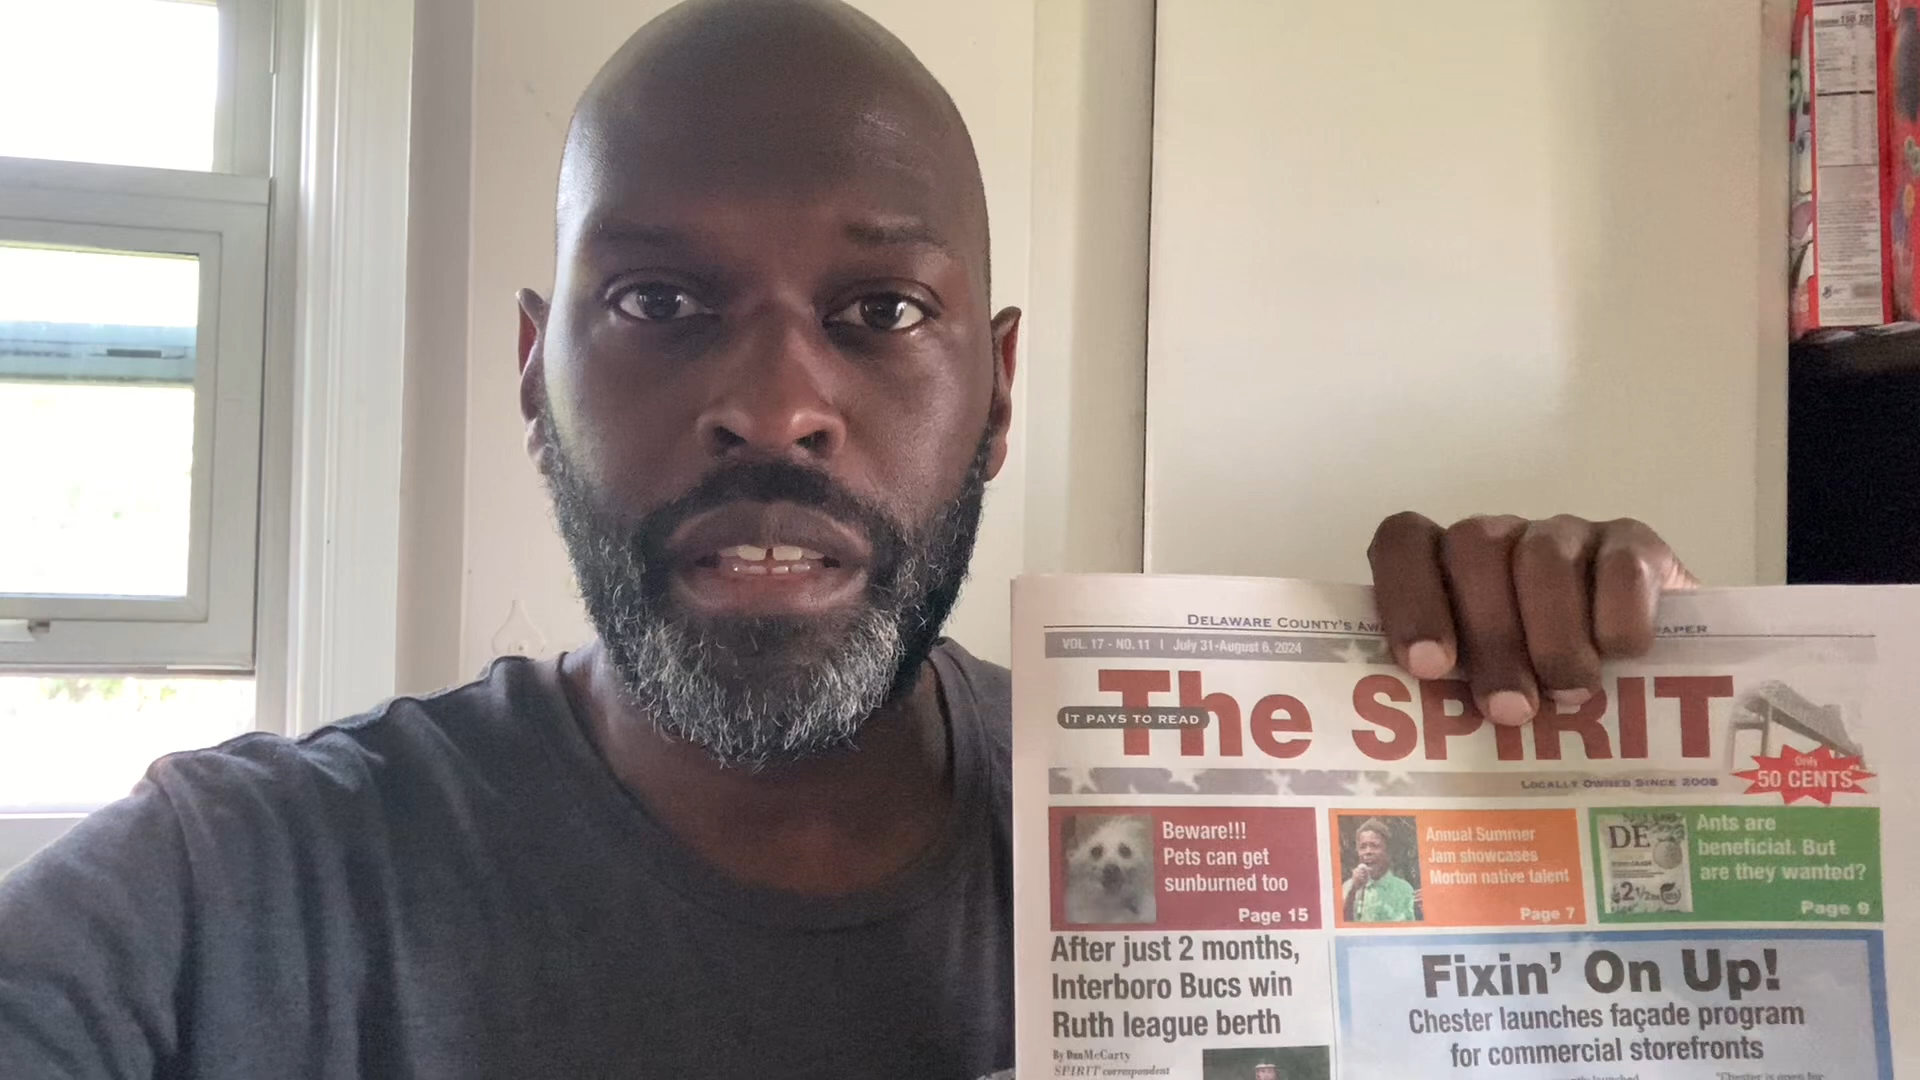 DELAWARE COUNTY'S
VOL. 17 - NO. 11 | July 31-August 6, 2024
IT PAYS TO READ
The SPIRIT
LOCALLY OWNED SINCE 2008
Only
50 CENTS
Beware!!!
Pets can get
sunburned too
Page 15
Annual Summer
Jam showcases
Morton native talent
Page 7
DE
Ants are
beneficial. But
are they wanted?
Page 9
After just 2 months,
Interboro Bucs win
Ruth league berth
By Dan McCarty
SPIRIT correspondent
Fixin' On Up!
Chester launches façade program
for commercial storefronts